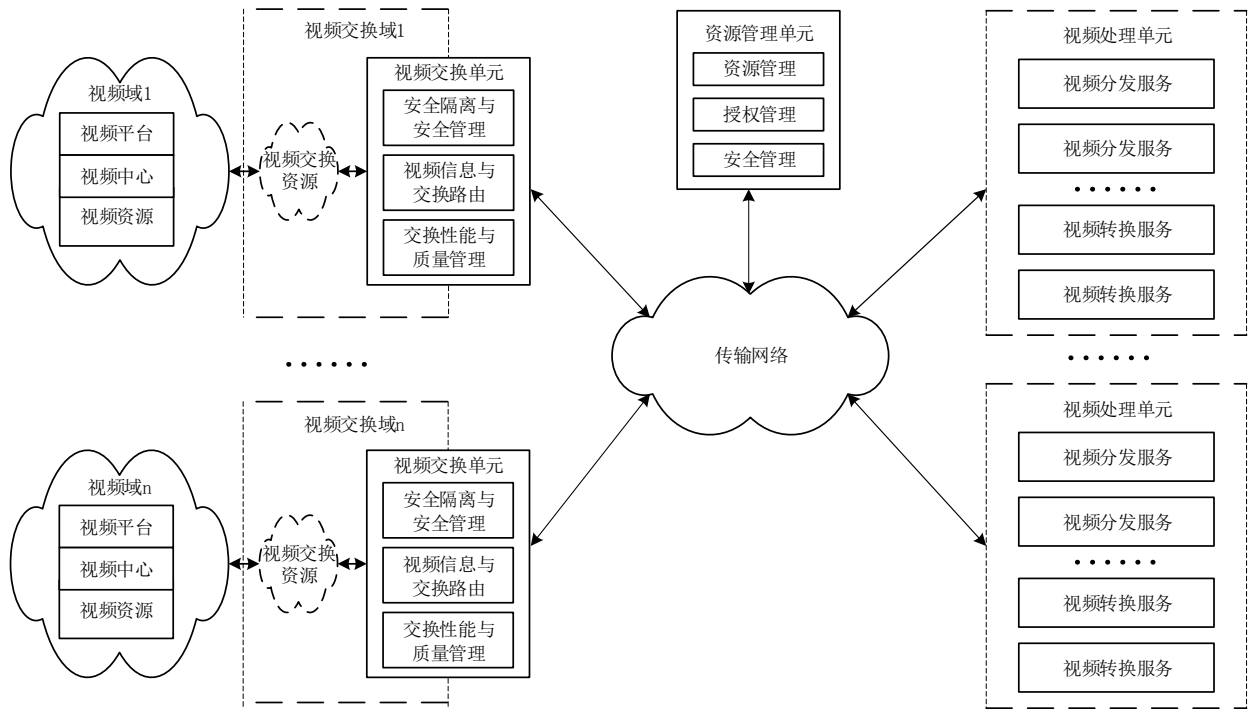 视频交换域1
视频域1
视频平台
视频中心
视频资源
视频交换
资源
视频交换单元
安全隔离与
安全管理
视频信息与
交换路由
交换性能与
质量管理
资源管理单元
资源管理
授权管理
安全管理
视频处理单元
视频分发服务
视频分发服务
······
视频转换服务
视频转换服务
传输网络
······
······
视频交换域n
视频域n
视频平台
视频中心
视频资源
视频交换
资源
视频交换单元
安全隔离与
安全管理
视频信息与
交换路由
交换性能与
质量管理
视频处理单元
视频分发服务
视频分发服务
······
视频转换服务
视频转换服务